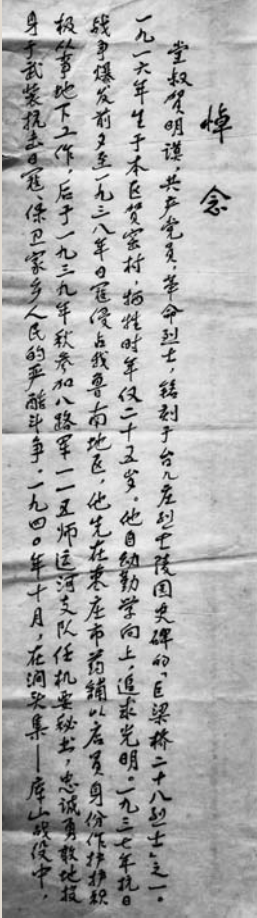 悼念
堂叔贺明谟，共产党员，革命烈士，铭刻于台儿庄烈士陵园史碑的“巨梁桥二十八烈士”之一。
一九一六年生于本区贺窑村，牺牲时年仅二十五岁。他自幼勤学向上，追求光明。一九三七年抗日
战争爆发前夕至一九三八年日寇侵占我鲁南地区，他先在枣庄市药铺以店员身份作掩护积
极从事地下工作，后于一九三九年秋参加八路军一一五师运河支队任机要秘书，忠诚勇敢地投
身于武装抗击日寇、保卫家乡人民的严酷斗争。一九四〇年十月，在涧头集——库山战役中，